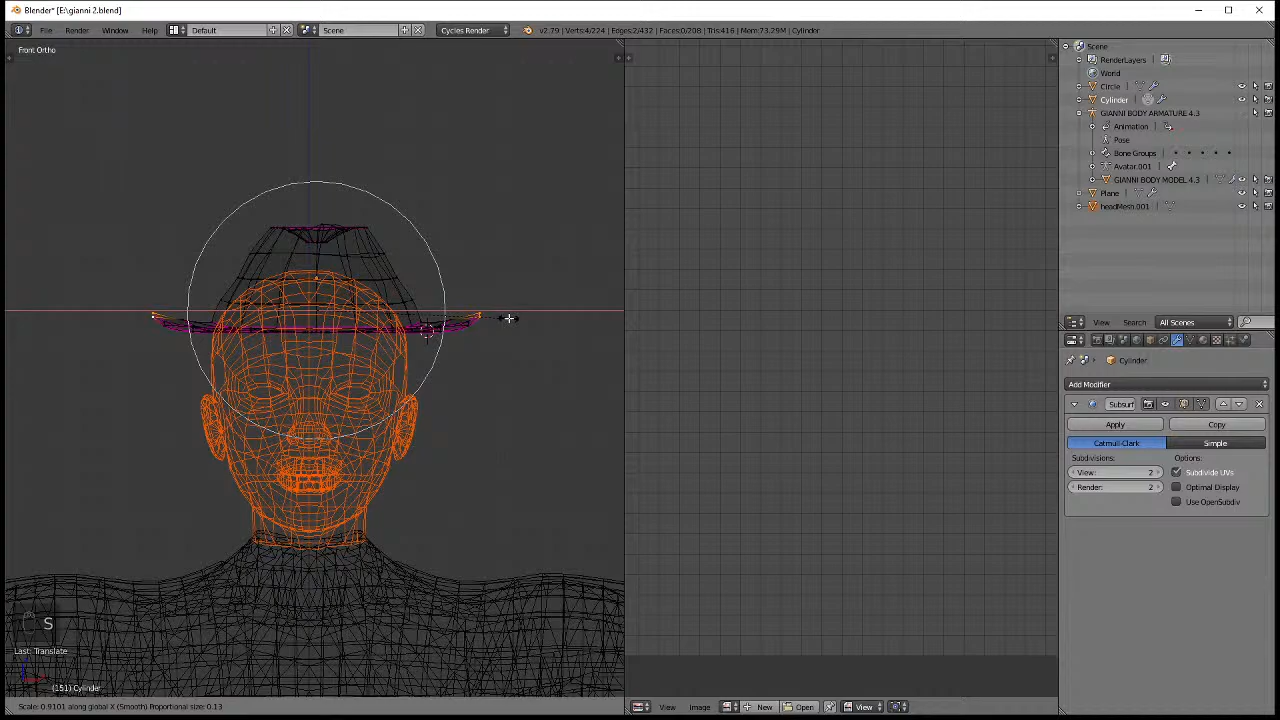 Blender* [E:\gianni 2.blend]
File Render Window Help Default Scene Cycles Render v2.79 | Verts:4/224 | Edges:2/432 | Faces:0/208 | Tris:416 | Mem:73.29M | Cylinder
Front Ortho
Scene
RenderLayers
World
Circle
Cylinder
GIANNI BODY ARMATURE 4.3
Animation
Pose
Bone Groups
Avatar.001
GIANNI BODY MODEL 4.3
Plane
headMesh.001
View Search All Scenes
Cylinder
Add Modifier
Subsurf
Apply Copy
Catmull-Clark Simple
Subdivisions: Options:
View: 2 Subdivide UVs
Render: 2 Optimal Display
Use OpenSubdiv
S
Last: Translate
(151) Cylinder
Scale: 0.9101 along global X (Smooth) Proportional size: 0.13
View Image New Open View